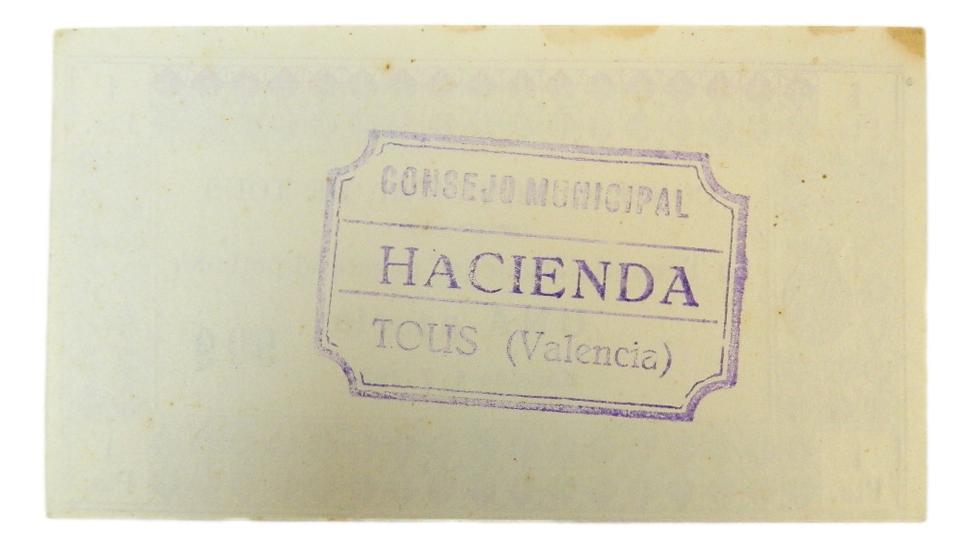 CONSEJO MUNICIPAL
HACIENDA
TOUS (Valencia)